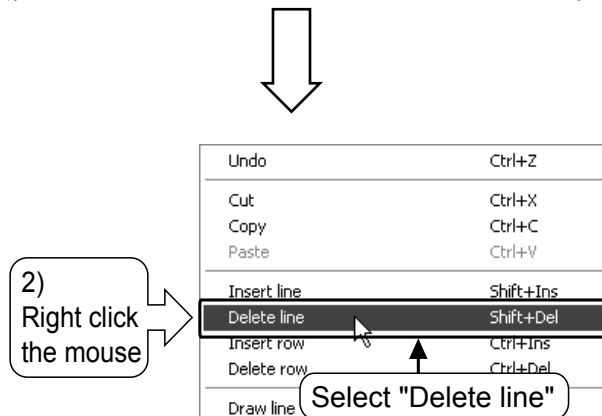 Undo Ctrl+Z
Cut Ctrl+X
Copy Ctrl+C
Paste Ctrl+V
2)
Right click
the mouse
Insert line Shift+Ins
Delete line Shift+Del
Insert row Ctrl+Ins
Delete row Ctrl+Del
Draw line
Select "Delete line"